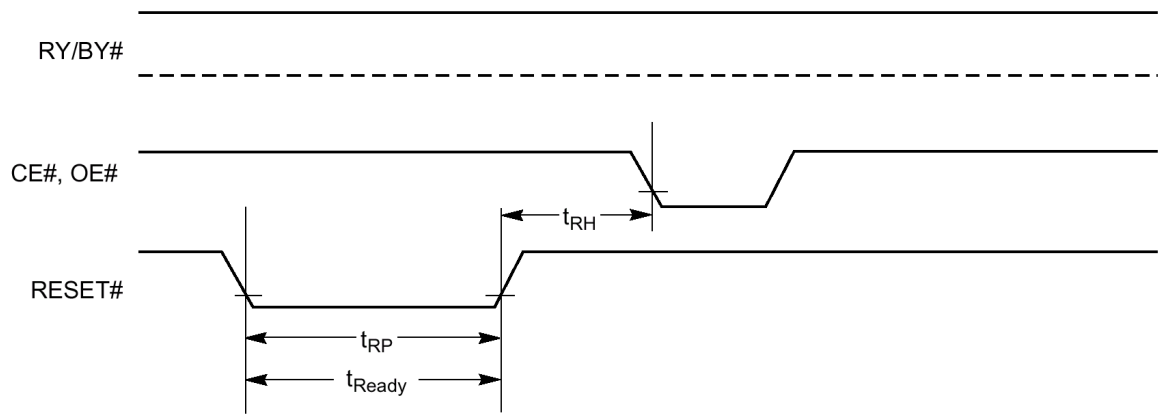 RY/BY#
CE#, OE#
tRH
RESET#
tRP
tReady